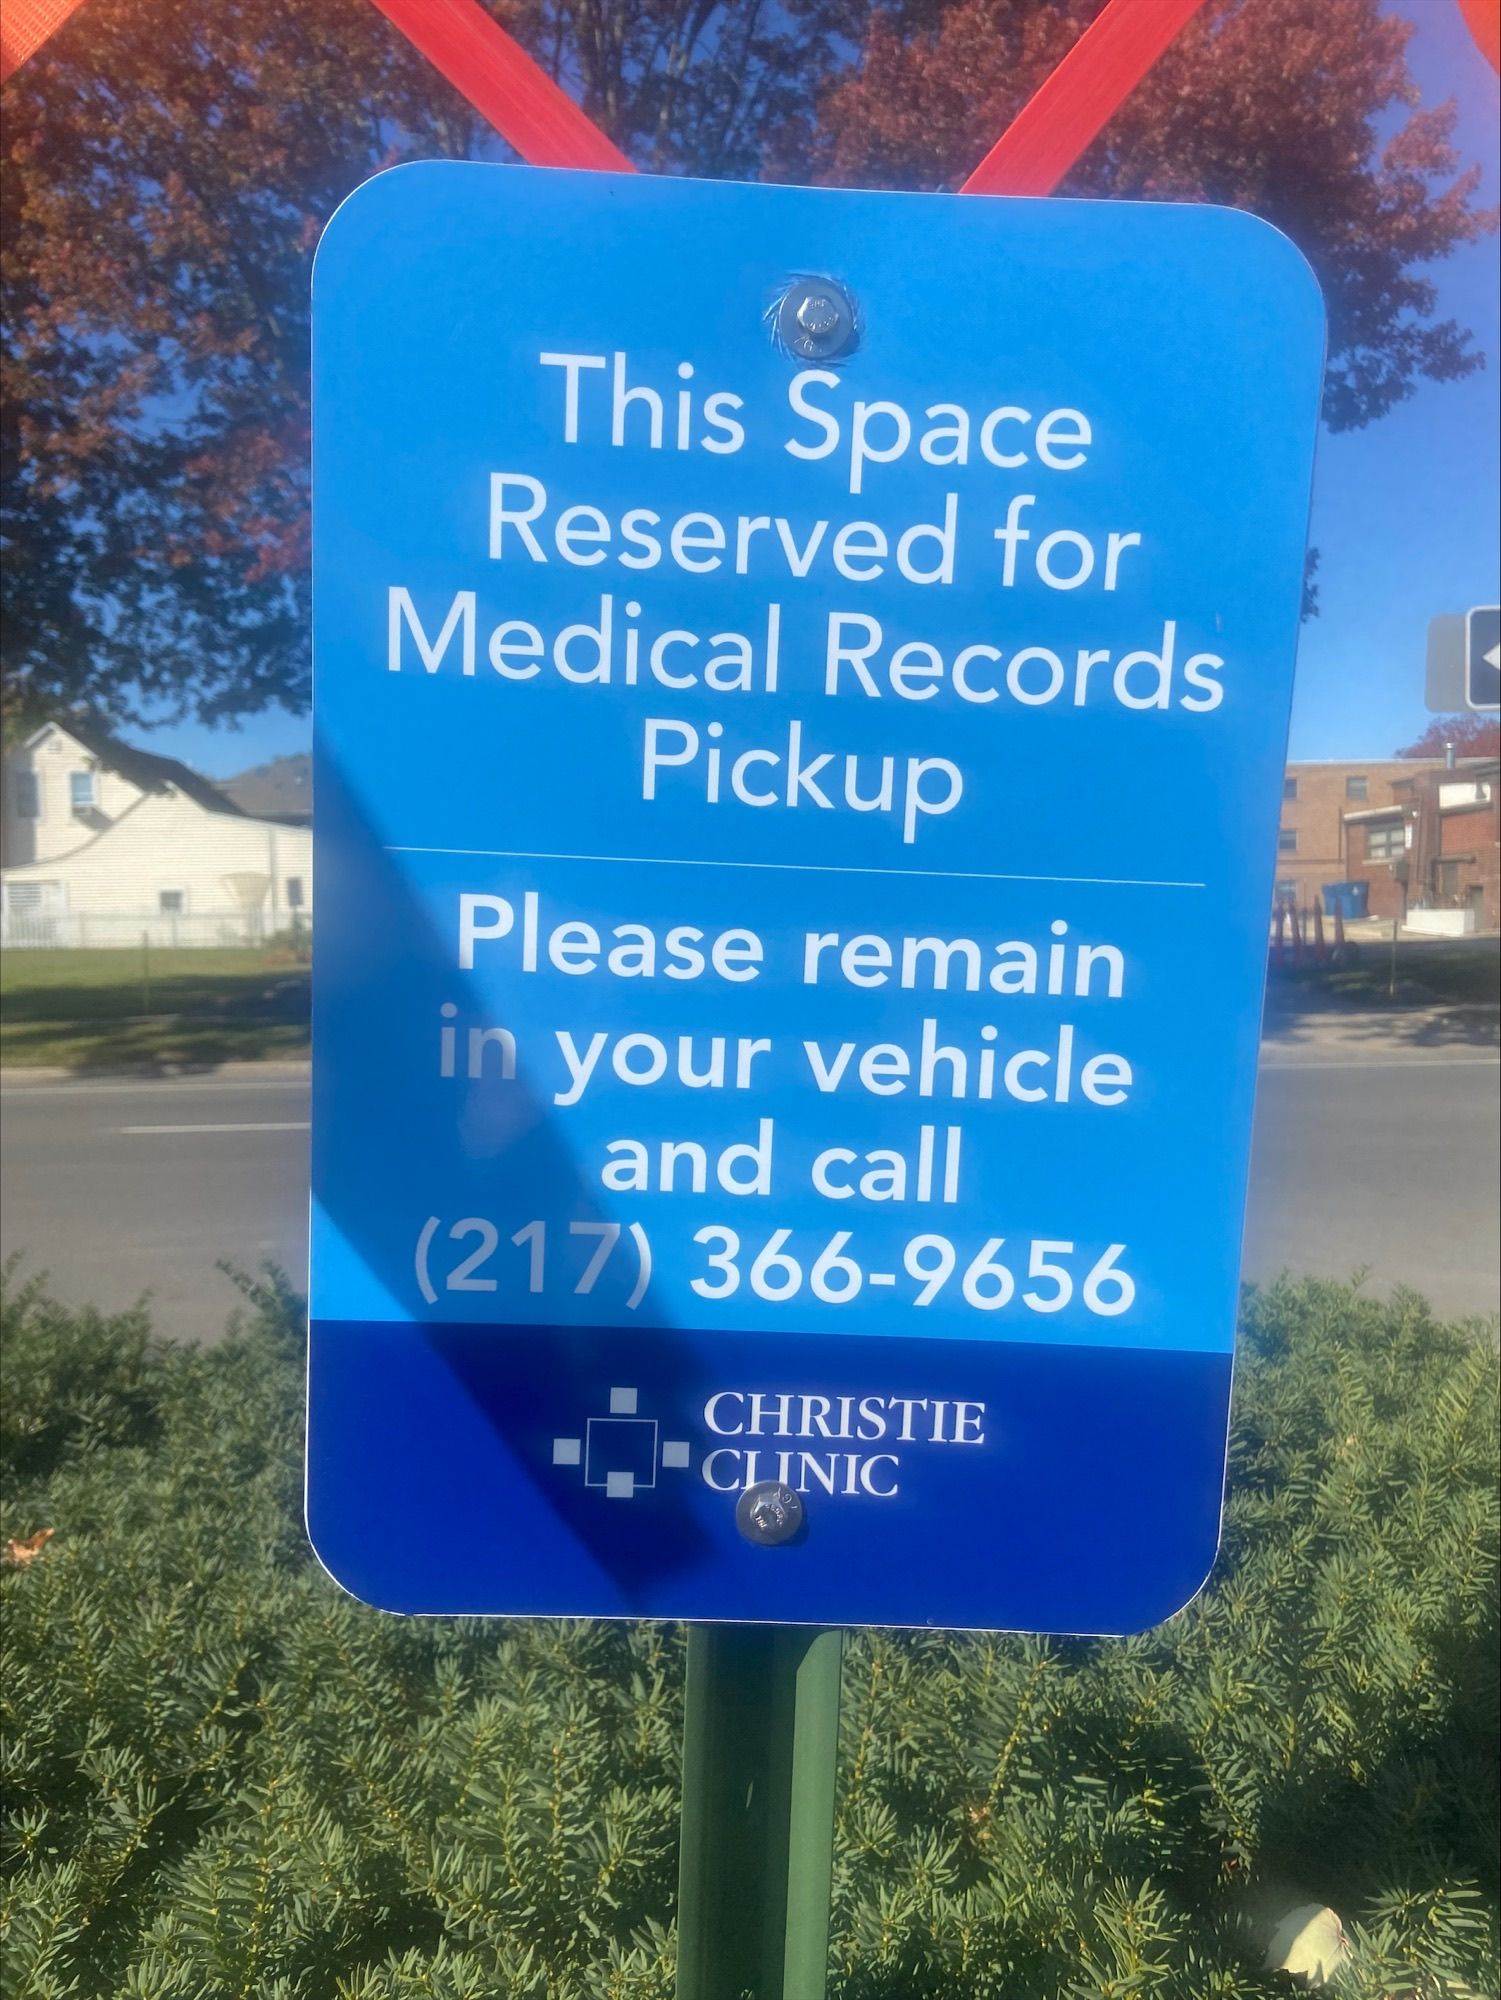 This Space
Reserved for
Medical Records
Pickup
Please remain
in your vehicle
and call
(217) 366-9656
CHRISTIE
CLINIC